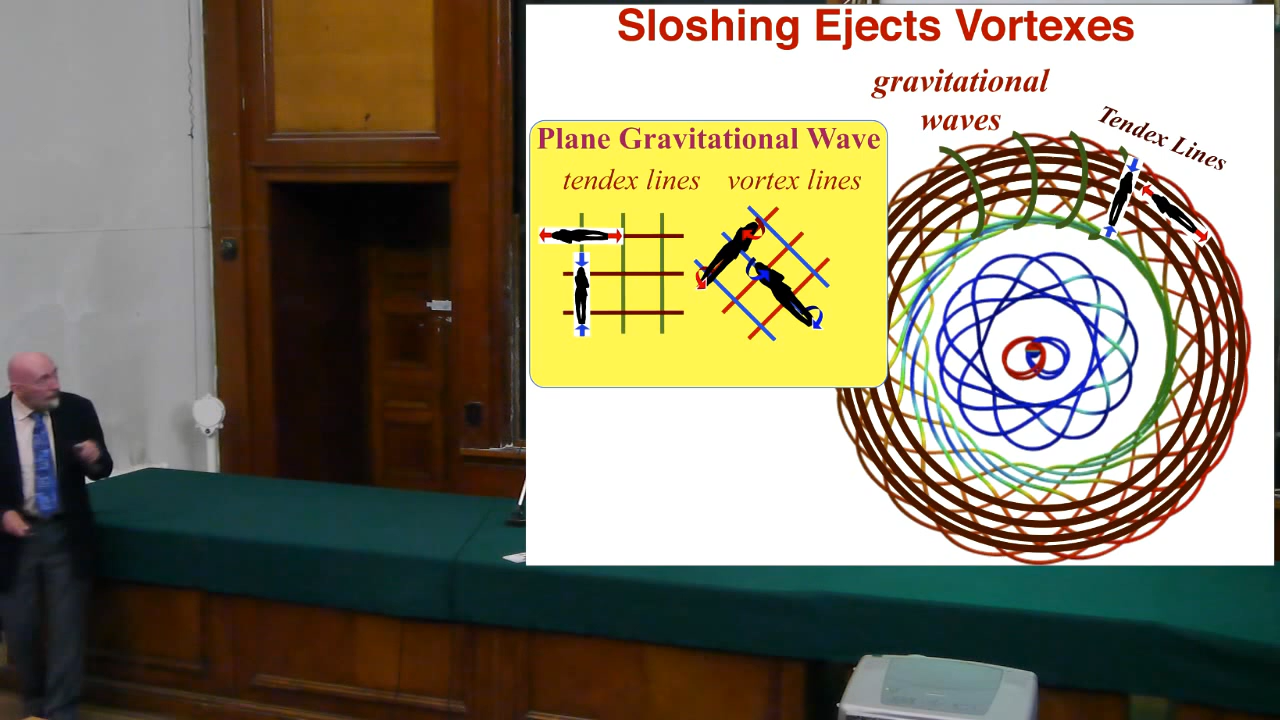 Sloshing Ejects Vortexes
gravitational
waves
Tendex Lines
Plane Gravitational Wave
tendex lines vortex lines